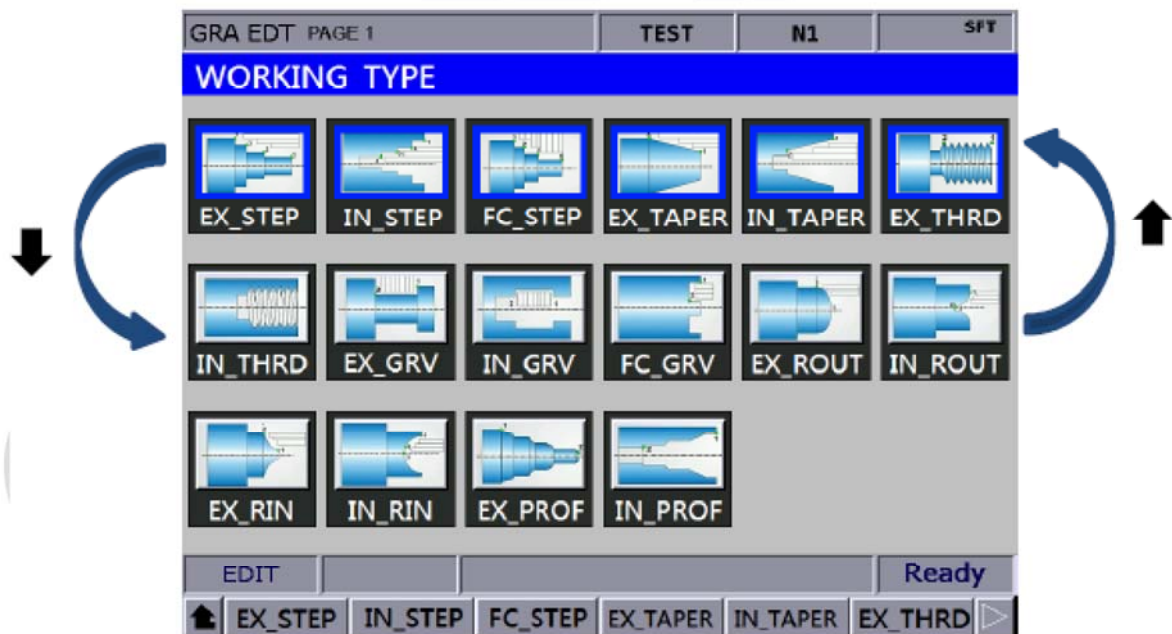 GRA EDT PAGE 1 TEST N1 SFT
WORKING TYPE
EX_STEP IN_STEP FC_STEP EX_TAPER IN_TAPER EX_THRD
IN_THRD EX_GRV IN_GRV FC_GRV EX_ROUT IN_ROUT
EX_RIN IN_RIN EX_PROF IN_PROF
EDIT Ready
EX_STEP IN_STEP FC_STEP EX_TAPER IN_TAPER EX_THRD